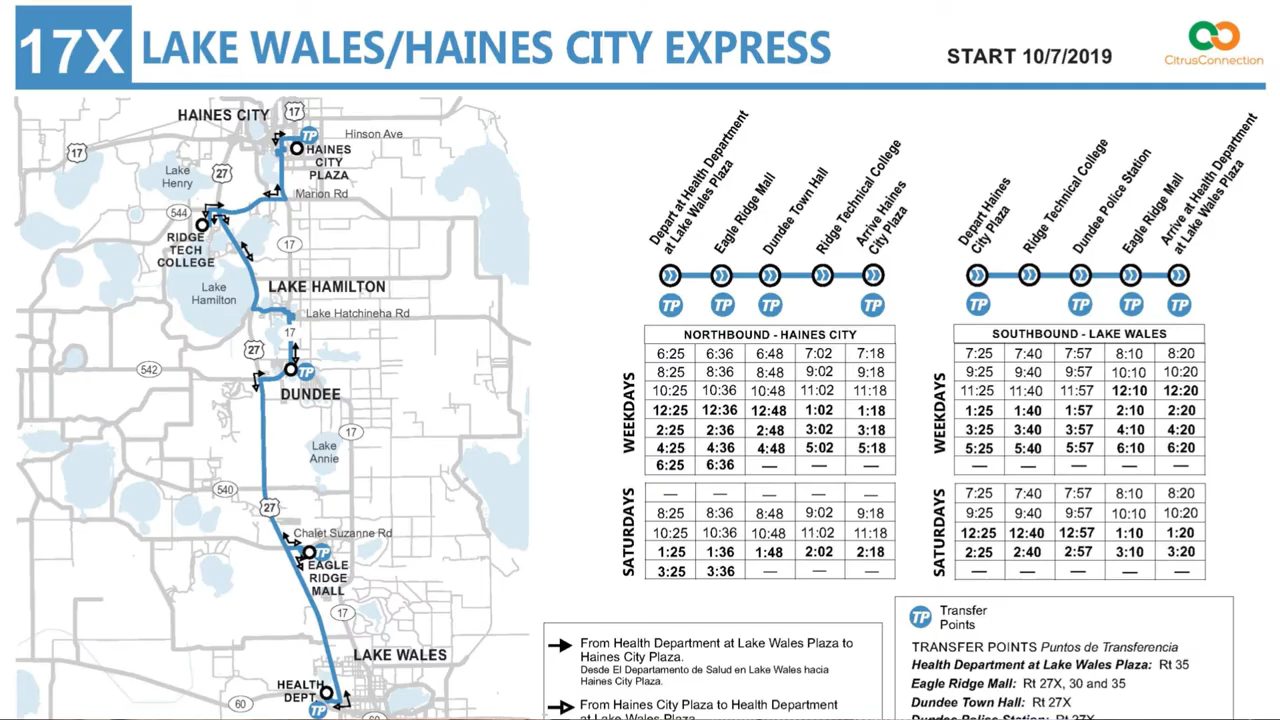 17X LAKE WALES/HAINES CITY EXPRESS
START 10/7/2019
CitrusConnection
HAINES CITY
17
TP
Hinson Ave
17
HAINES
CITY
PLAZA
Lake
Henry
27
Marion Rd
544
RIDGE
TECH
COLLEGE
17
Lake
Hamilton
LAKE HAMILTON
Lake Hatchineha Rd
17
27
542
TP
DUNDEE
17
Lake
Annie
540
27
Chalet Suzanne Rd
TP
EAGLE
RIDGE
MALL
17
LAKE WALES
HEALTH
DEPT
TP
60
Depart at Health Department
at Lake Wales Plaza
Eagle Ridge Mall
Dundee Town Hall
Ridge Technical College
Arrive Haines
City Plaza
TP TP TP TP
NORTHBOUND - HAINES CITY
WEEKDAYS
6:25 6:36 6:48 7:02 7:18
8:25 8:36 8:48 9:02 9:18
10:25 10:36 10:48 11:02 11:18
12:25 12:36 12:48 1:02 1:18
2:25 2:36 2:48 3:02 3:18
4:25 4:36 4:48 5:02 5:18
6:25 6:36 — — —
SATURDAYS
— — — — —
8:25 8:36 8:48 9:02 9:18
10:25 10:36 10:48 11:02 11:18
1:25 1:36 1:48 2:02 2:18
3:25 3:36 — — —
Depart Haines
City Plaza
Ridge Technical College
Dundee Police Station
Eagle Ridge Mall
Arrive at Health Department
at Lake Wales Plaza
TP TP TP TP
SOUTHBOUND - LAKE WALES
WEEKDAYS
7:25 7:40 7:57 8:10 8:20
9:25 9:40 9:57 10:10 10:20
11:25 11:40 11:57 12:10 12:20
1:25 1:40 1:57 2:10 2:20
3:25 3:40 3:57 4:10 4:20
5:25 5:40 5:57 6:10 6:20
— — — — —
SATURDAYS
7:25 7:40 7:57 8:10 8:20
9:25 9:40 9:57 10:10 10:20
12:25 12:40 12:57 1:10 1:20
2:25 2:40 2:57 3:10 3:20
— — — — —
From Health Department at Lake Wales Plaza to
Haines City Plaza.
Desde El Departamento de Salud en Lake Wales hacia
Haines City Plaza.
From Haines City Plaza to Health Department
at Lake Wales Plaza
TP
Transfer
Points
TRANSFER POINTS Puntos de Transferencia
Health Department at Lake Wales Plaza: Rt 35
Eagle Ridge Mall: Rt 27X, 30 and 35
Dundee Town Hall: Rt 27X
Dundee Police Station: Rt 27X